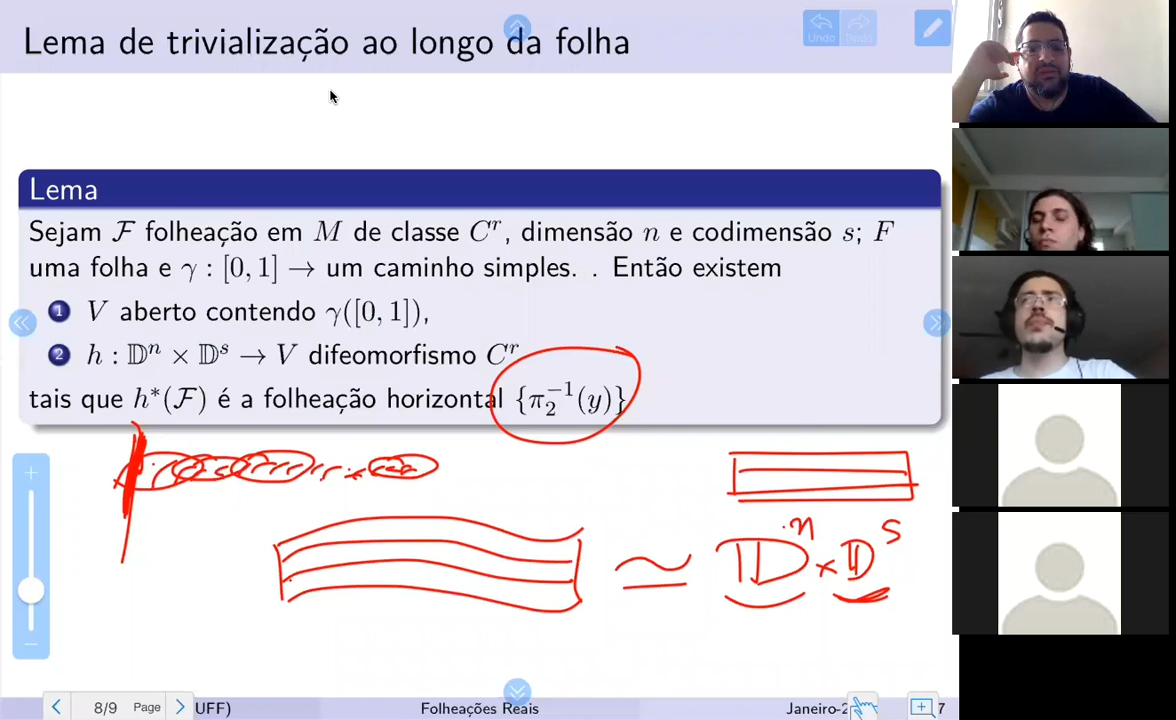 Lema de trivialização ao longo da folha
Undo Redo
Lema
Sejam F folheação em M de classe C^r, dimensão n e codimensão s; F
uma folha e γ : [0, 1] → um caminho simples. . Então existem
1 V aberto contendo γ([0, 1]),
2 h : 𝔻^n × 𝔻^s → V difeomorfismo C^r
tais que h*(F) é a folheação horizontal {π_2^{-1}(y)}
≃ 𝔻^n × 𝔻^s
8/9 Page UFF) Folheações Reais Janeiro-2 7